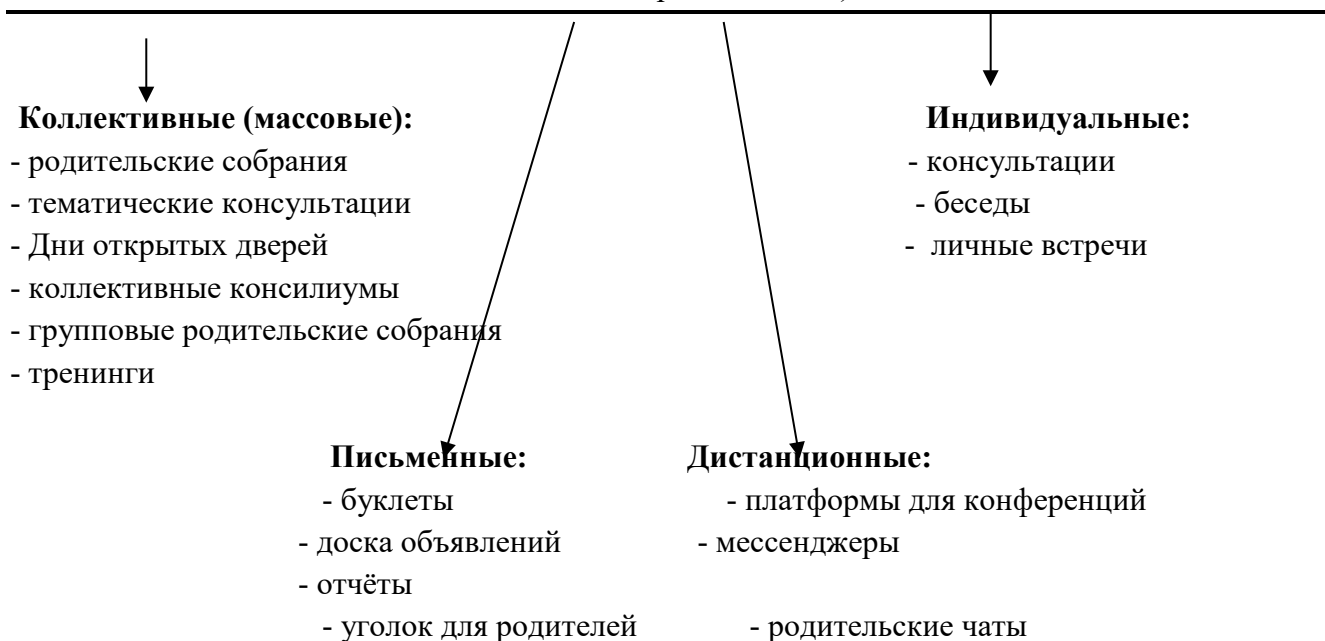 Коллективные (массовые):
- родительские собрания
- тематические консультации
- Дни открытых дверей
- коллективные консилиумы
- групповые родительские собрания
- тренинги
Индивидуальные:
- консультации
- беседы
- личные встречи
Письменные:
- буклеты
- доска объявлений
- отчёты
- уголок для родителей
Дистанционные:
- платформы для конференций
- мессенджеры
- родительские чаты